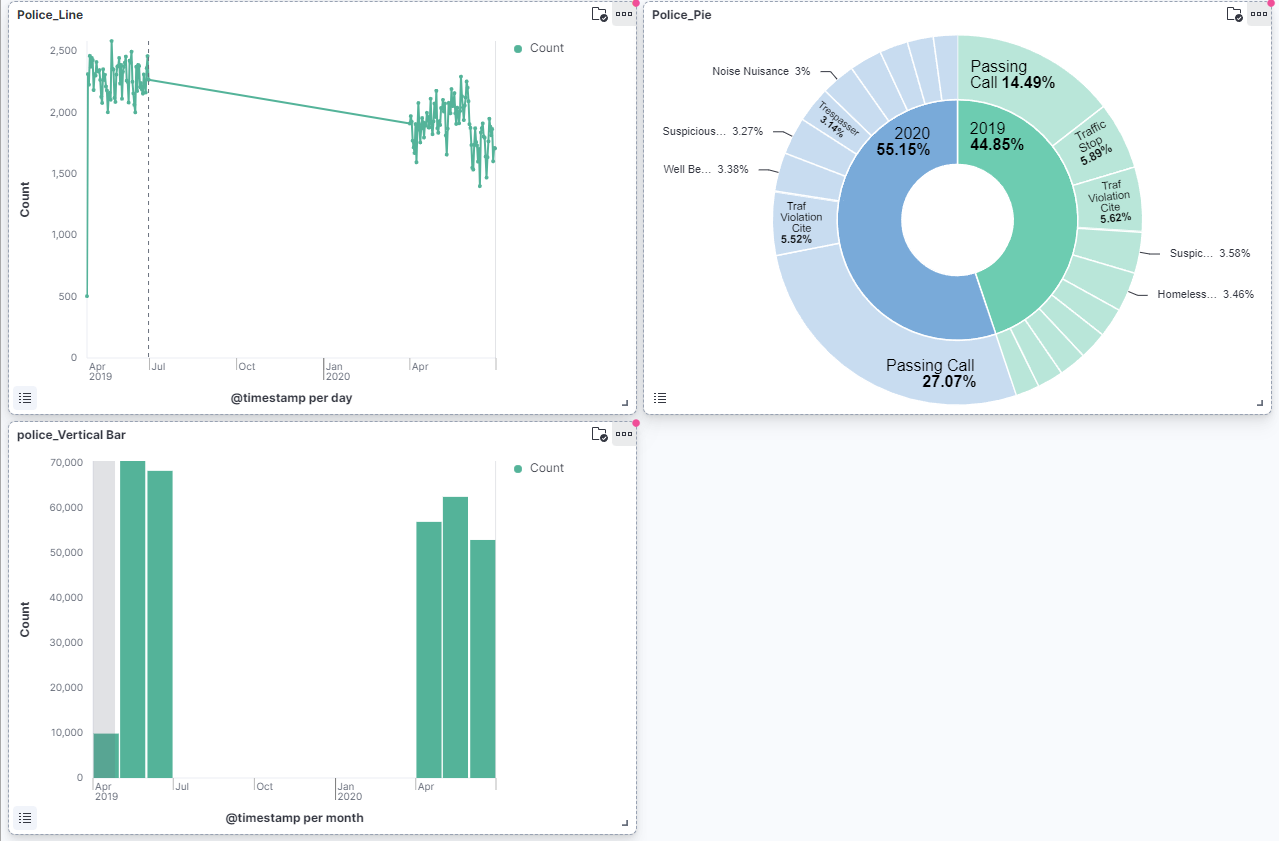 Police_Line
Count
2,500
2,000
1,500
1,000
500
0
Count
Apr
2019
Jul
Oct
Jan
2020
Apr
@timestamp per day
Police_Pie
Passing
Call 14.49%
Traffic
Stop
5.89%
Traf
Violation
Cite
5.62%
Suspic... 3.58%
Homeless... 3.46%
2019
44.85%
2020
55.15%
Noise Nuisance 3%
Trespasser
3.14%
Suspicious... 3.27%
Well Be... 3.38%
Traf
Violation
Cite
5.52%
Passing Call
27.07%
police_Vertical Bar
Count
70,000
60,000
50,000
40,000
30,000
20,000
10,000
0
Count
Apr
2019
Jul
Oct
Jan
2020
Apr
@timestamp per month